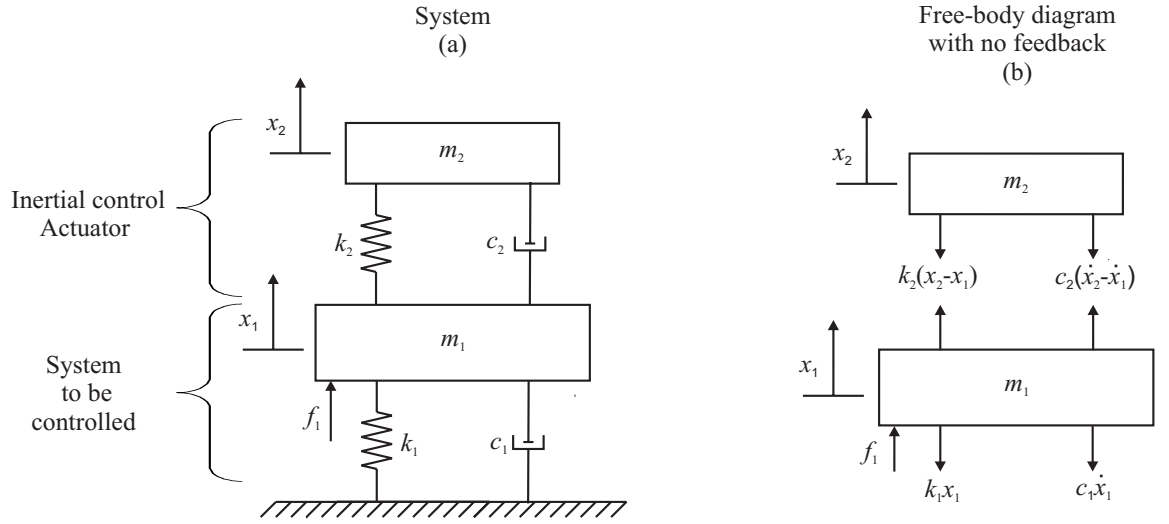 System
(a)
x₂
m₂
Inertial control
Actuator
k₂
c₂
x₁
m₁
System
to be
controlled
f₁
k₁
c₁
Free-body diagram
with no feedback
(b)
x₂
m₂
k₂(x₂-x₁)
c₂(ẋ₂-ẋ₁)
x₁
m₁
f₁
k₁x₁
c₁ẋ₁